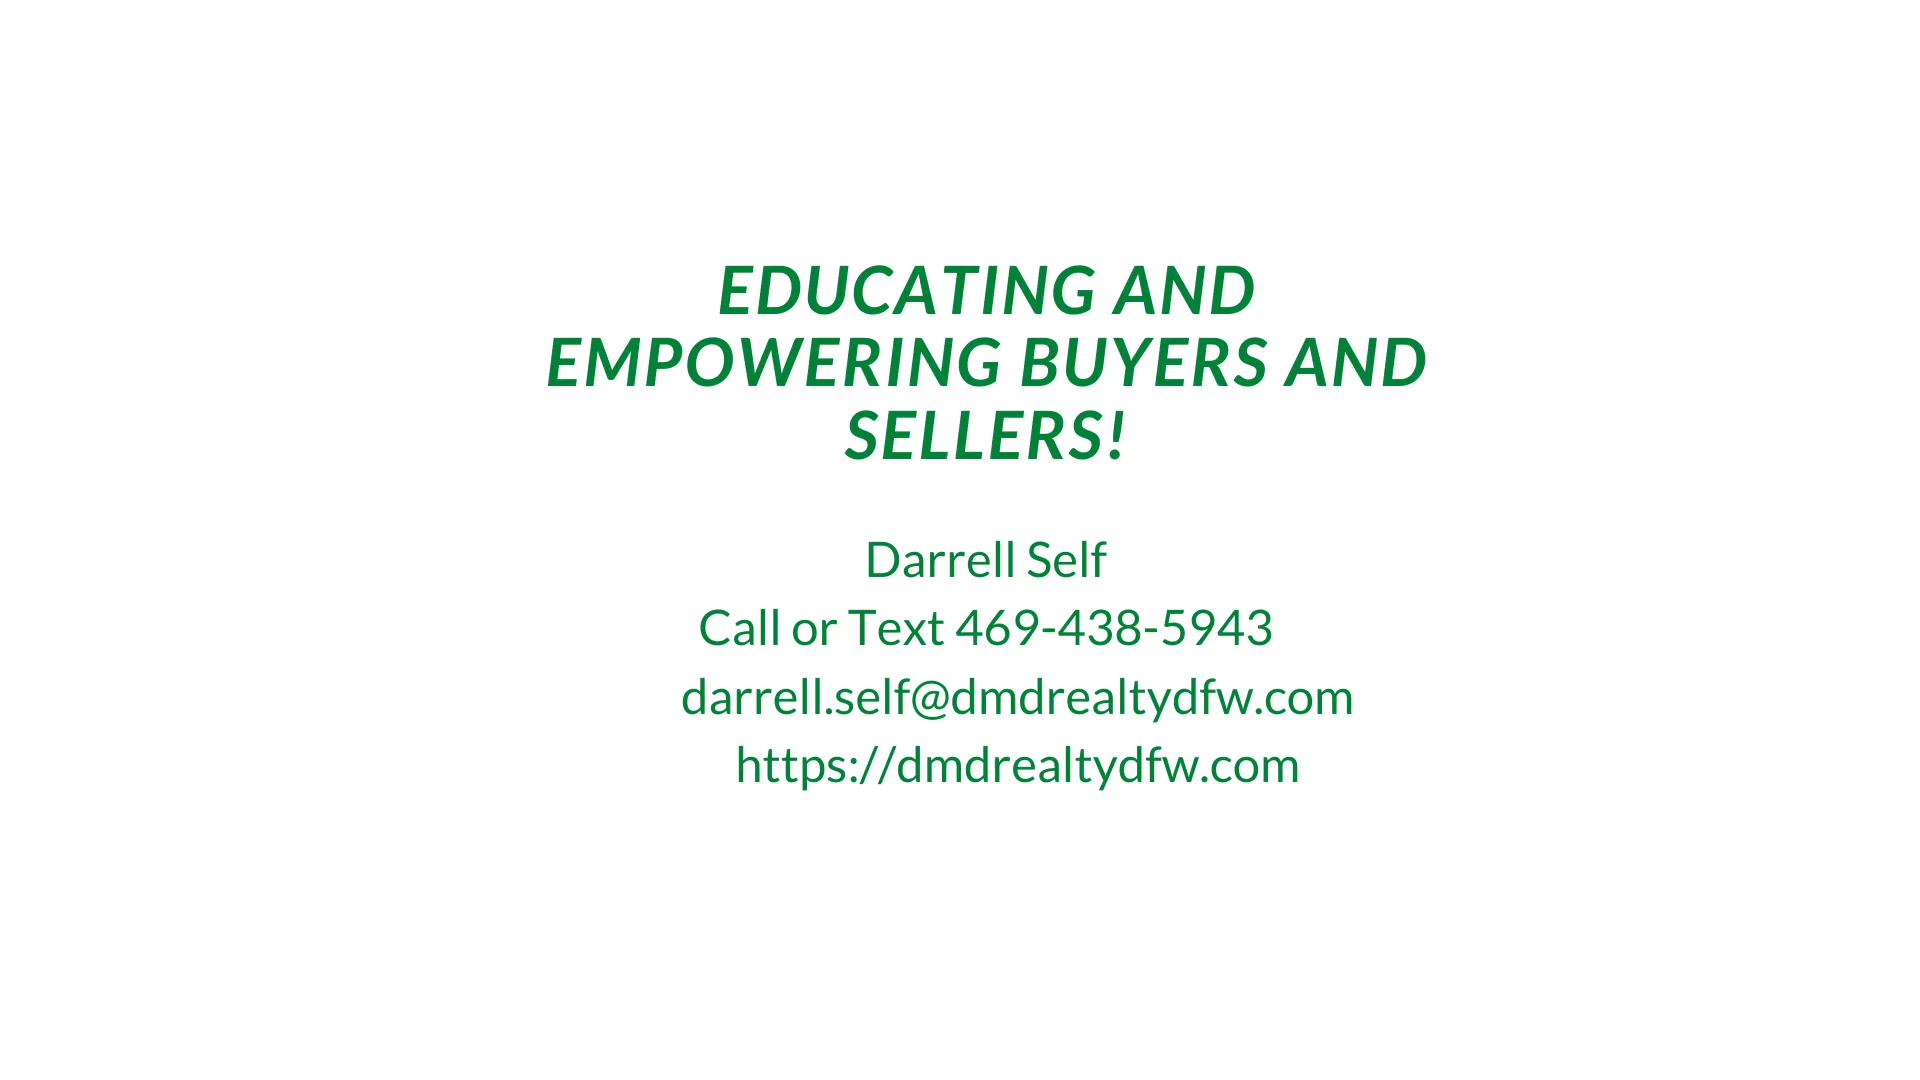 EDUCATING AND
EMPOWERING BUYERS AND
SELLERS!
Darrell Self
Call or Text 469-438-5943
darrell.self@dmdrealtydfw.com
https://dmdrealtydfw.com